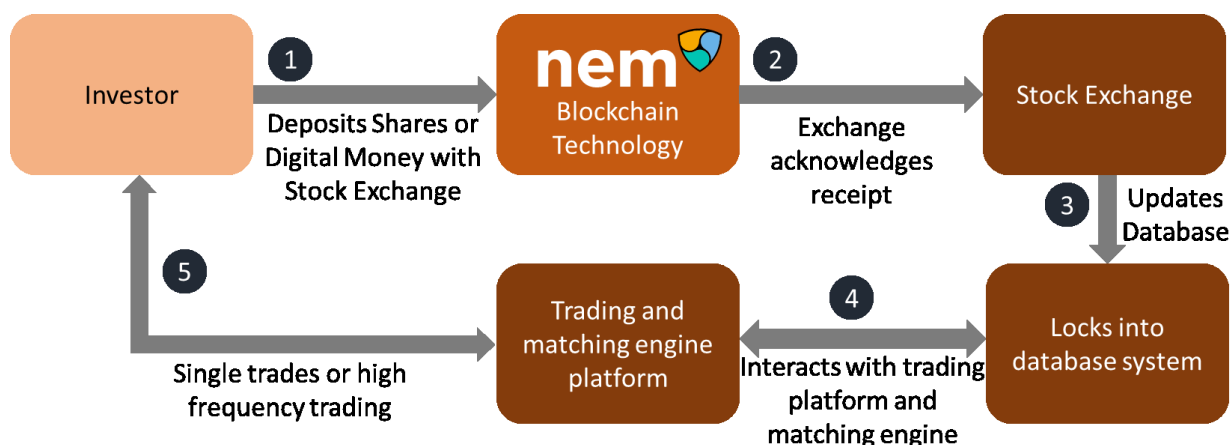 Investor
1
Deposits Shares or
Digital Money with
Stock Exchange
nem
Blockchain
Technology
2
Exchange
acknowledges
receipt
Stock Exchange
3
Updates
Database
Locks into
database system
4
Interacts with trading
platform and
matching engine
Trading and
matching engine
platform
5
Single trades or high
frequency trading